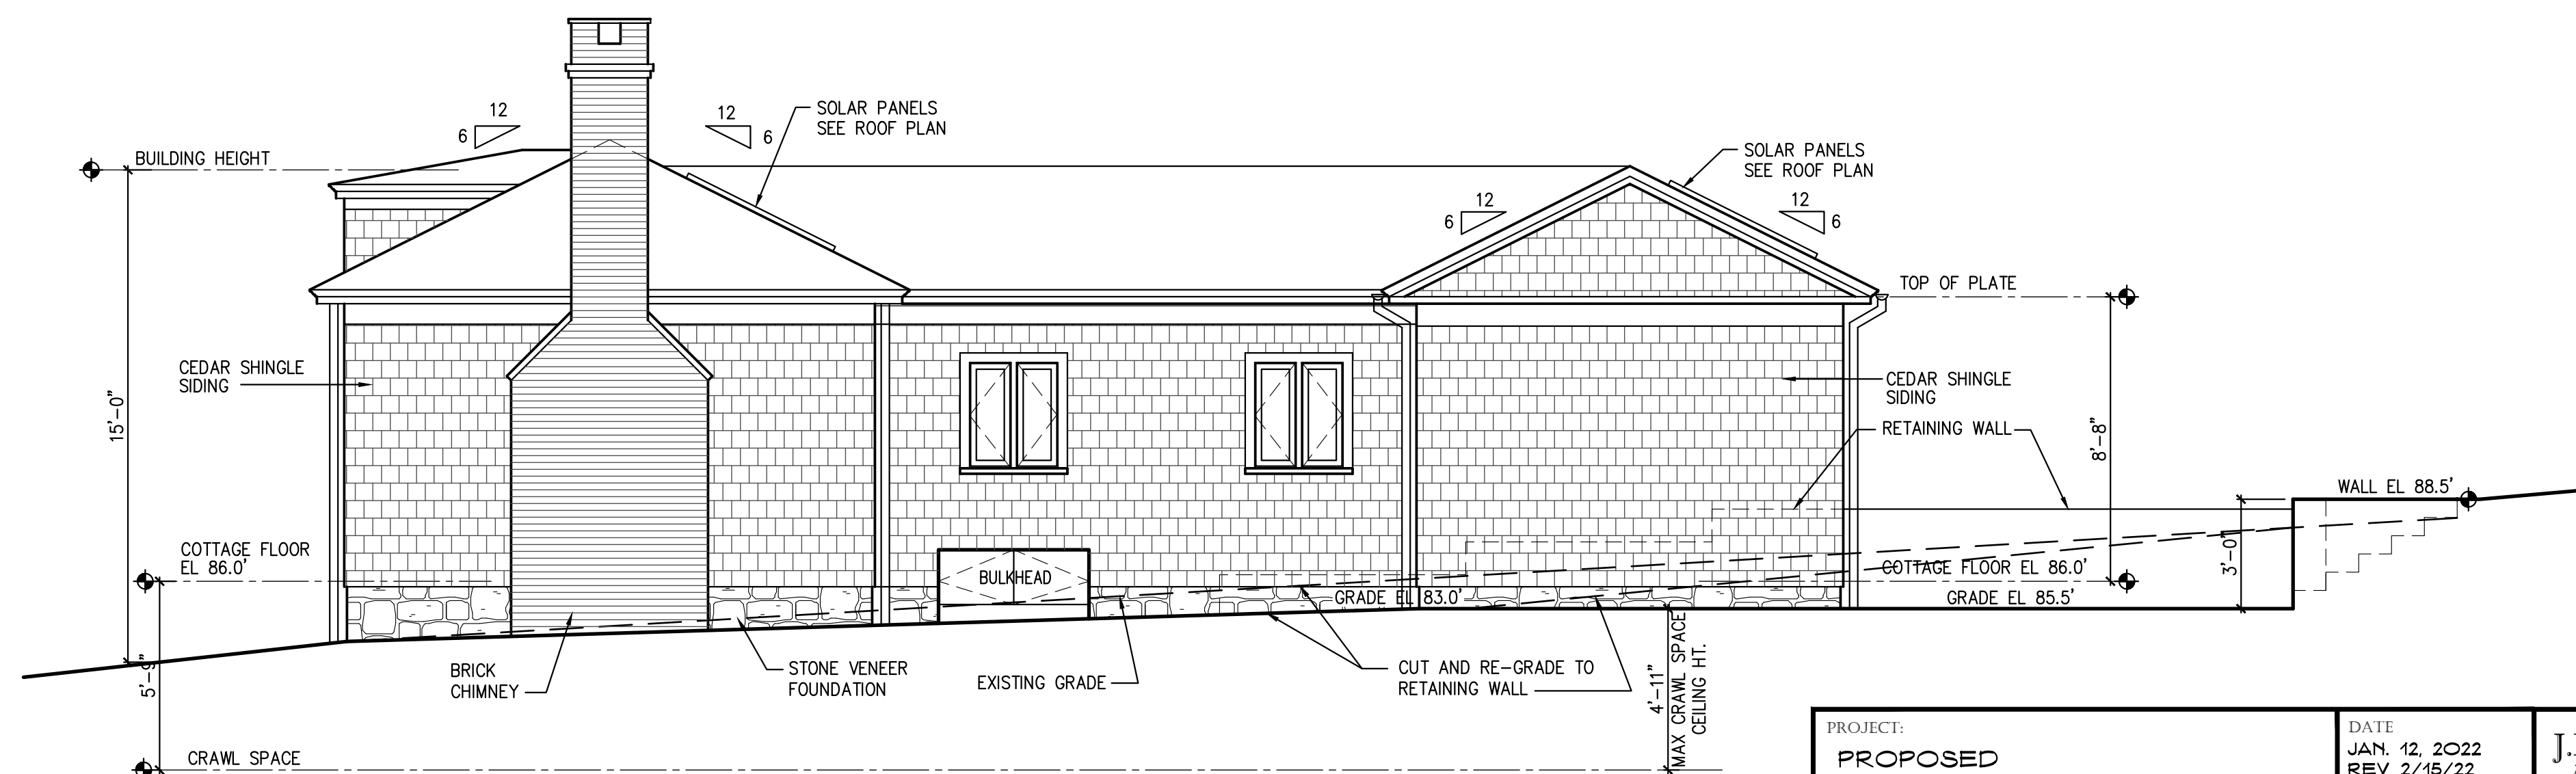 12
6
12
6
SOLAR PANELS
SEE ROOF PLAN
BUILDING HEIGHT
SOLAR PANELS
SEE ROOF PLAN
12
6
12
6
TOP OF PLATE
CEDAR SHINGLE
SIDING
CEDAR SHINGLE
SIDING
15'-0"
RETAINING WALL
8'-8"
WALL EL 88.5'
COTTAGE FLOOR
EL 86.0'
BULKHEAD
3'-0"
COTTAGE FLOOR EL 86.0'
GRADE EL 83.0'
GRADE EL 85.5'
5'-9"
BRICK
CHIMNEY
STONE VENEER
FOUNDATION
EXISTING GRADE
CUT AND RE-GRADE TO
RETAINING WALL
4'-11"
MAX CRAWL SPACE
CEILING HT.
CRAWL SPACE
PROJECT:
PROPOSED
DATE
JAN. 12, 2022
REV 2/15/22
J.